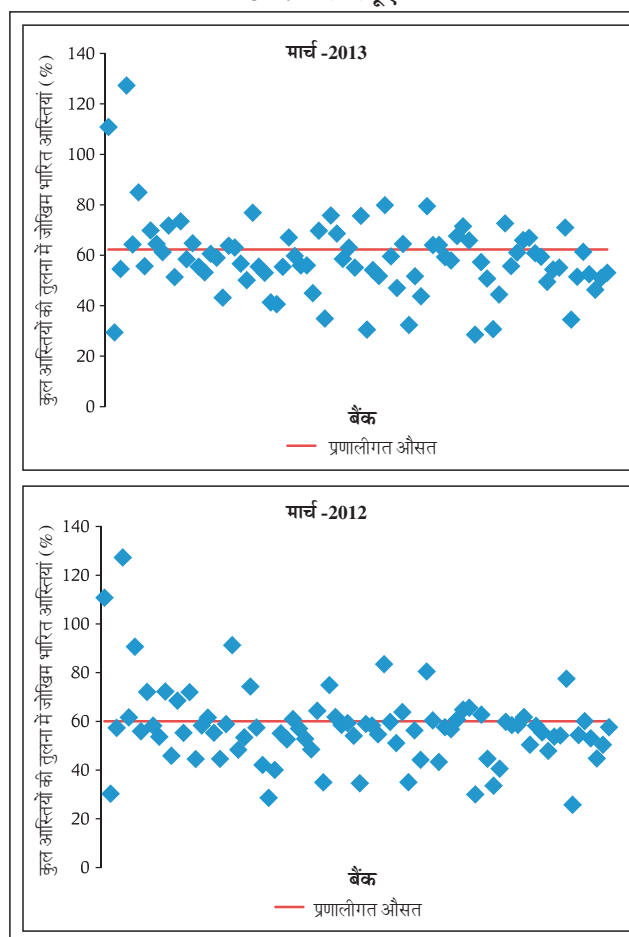 मार्च -2013
कुल आस्तियों की तुलना में जोखिम भारित आस्तियां (%)
140
120
100
80
60
40
20
0
बैंक
प्रणालीगत औसत
मार्च -2012
कुल आस्तियों की तुलना में जोखिम भारित आस्तियां (%)
140
120
100
80
60
40
20
0
बैंक
प्रणालीगत औसत